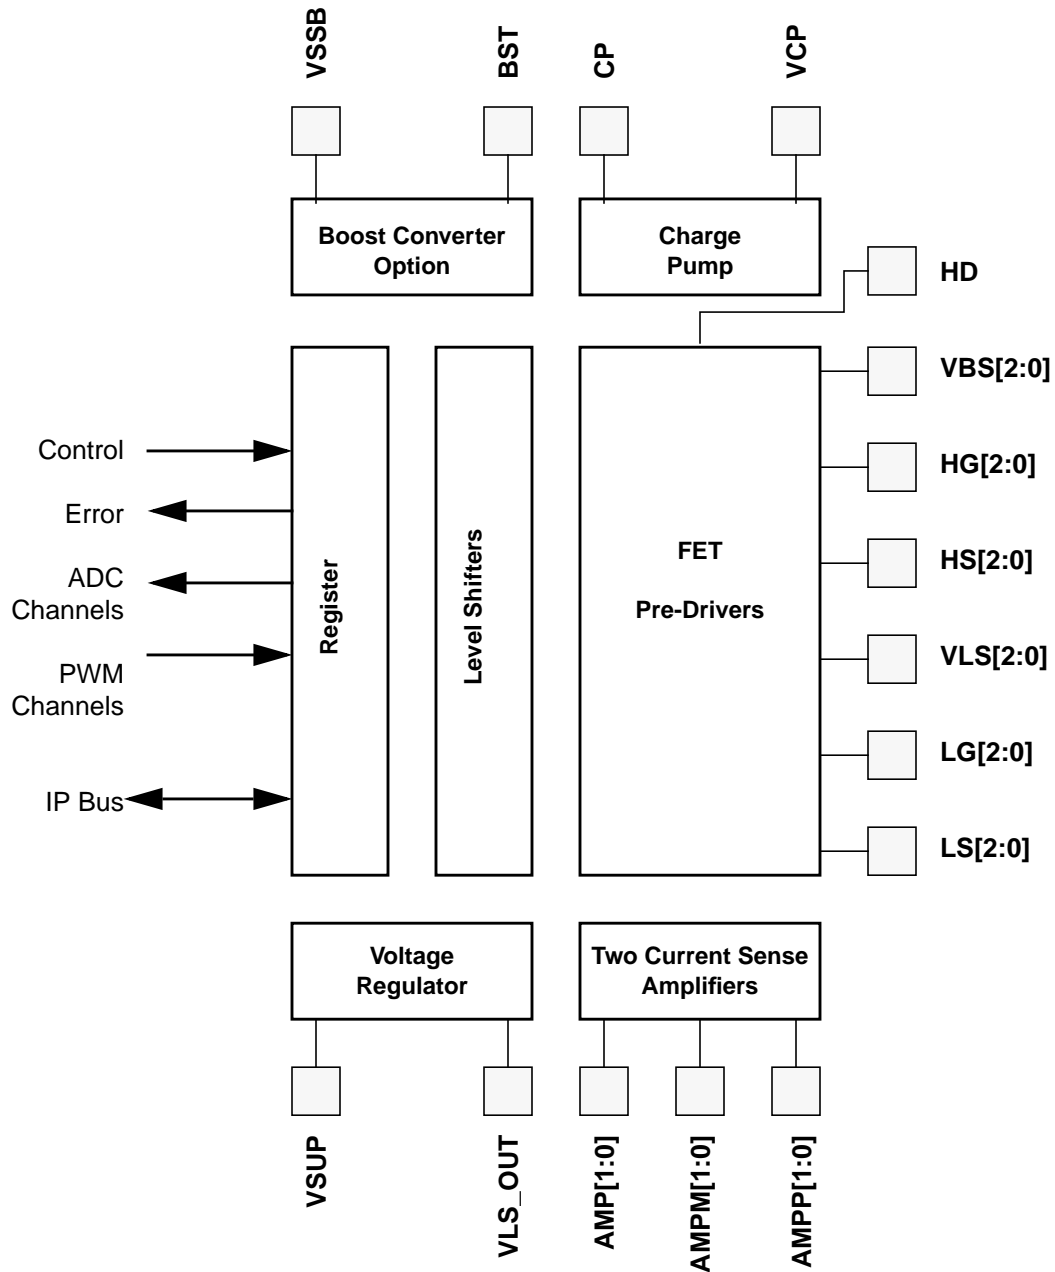 VSSB
BST
CP
VCP
Boost Converter
Option
Charge
Pump
HD
VBS[2:0]
HG[2:0]
HS[2:0]
VLS[2:0]
LG[2:0]
LS[2:0]
Control
Error
ADC
Channels
PWM
Channels
IP Bus
Register
Level Shifters
FET
Pre-Drivers
Voltage
Regulator
Two Current Sense
Amplifiers
VSUP
VLS_OUT
AMP[1:0]
AMPM[1:0]
AMPP[1:0]